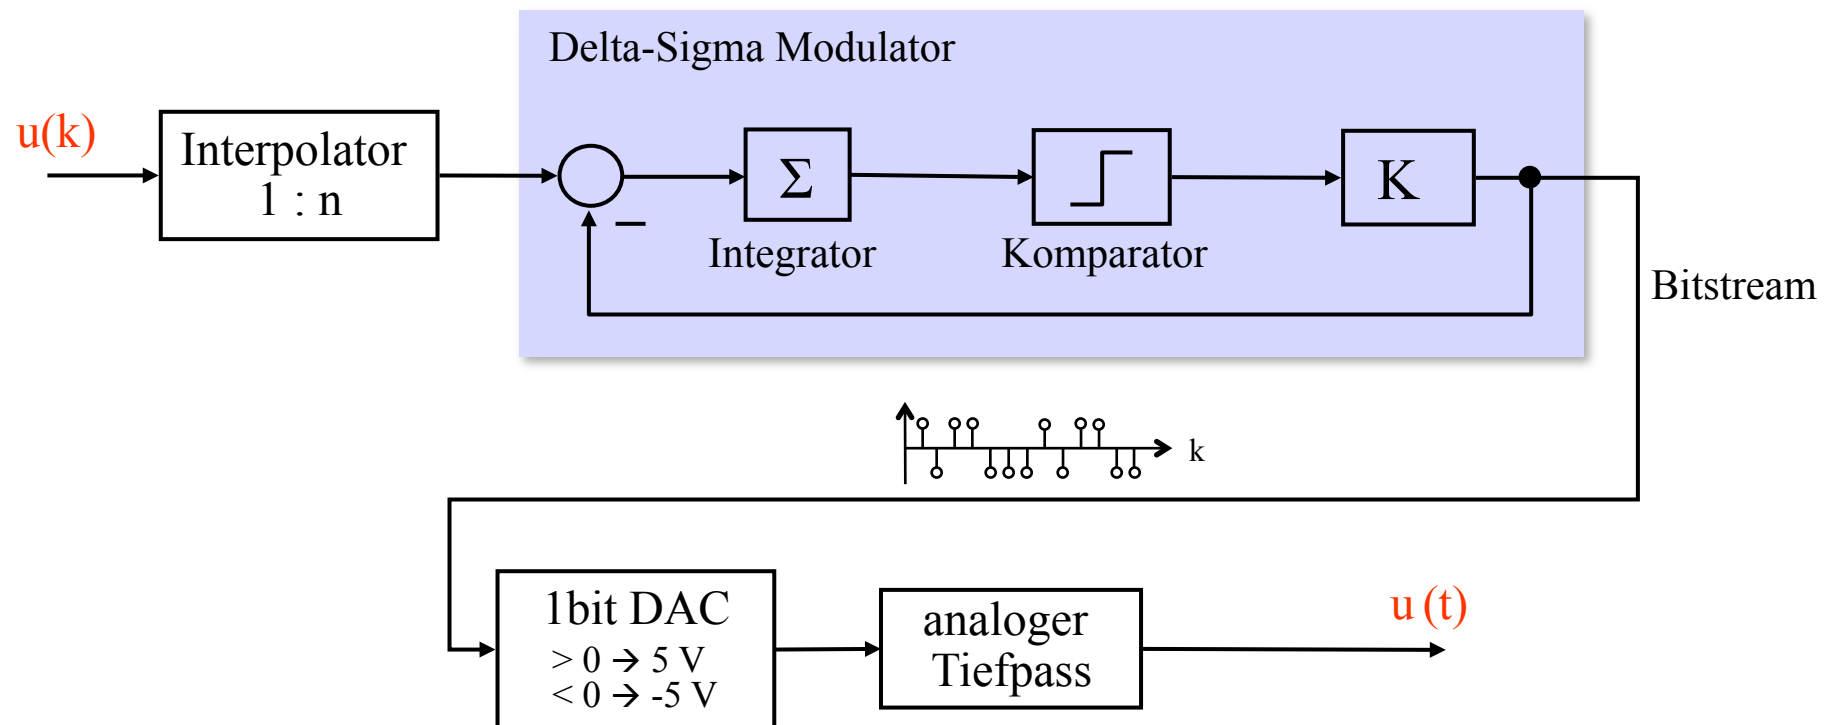 Delta-Sigma Modulator
u(k)
Interpolator
1 : n
Σ
K
Integrator
Komparator
Bitstream
k
1bit DAC
> 0 → 5 V
< 0 → -5 V
analoger
Tiefpass
u (t)